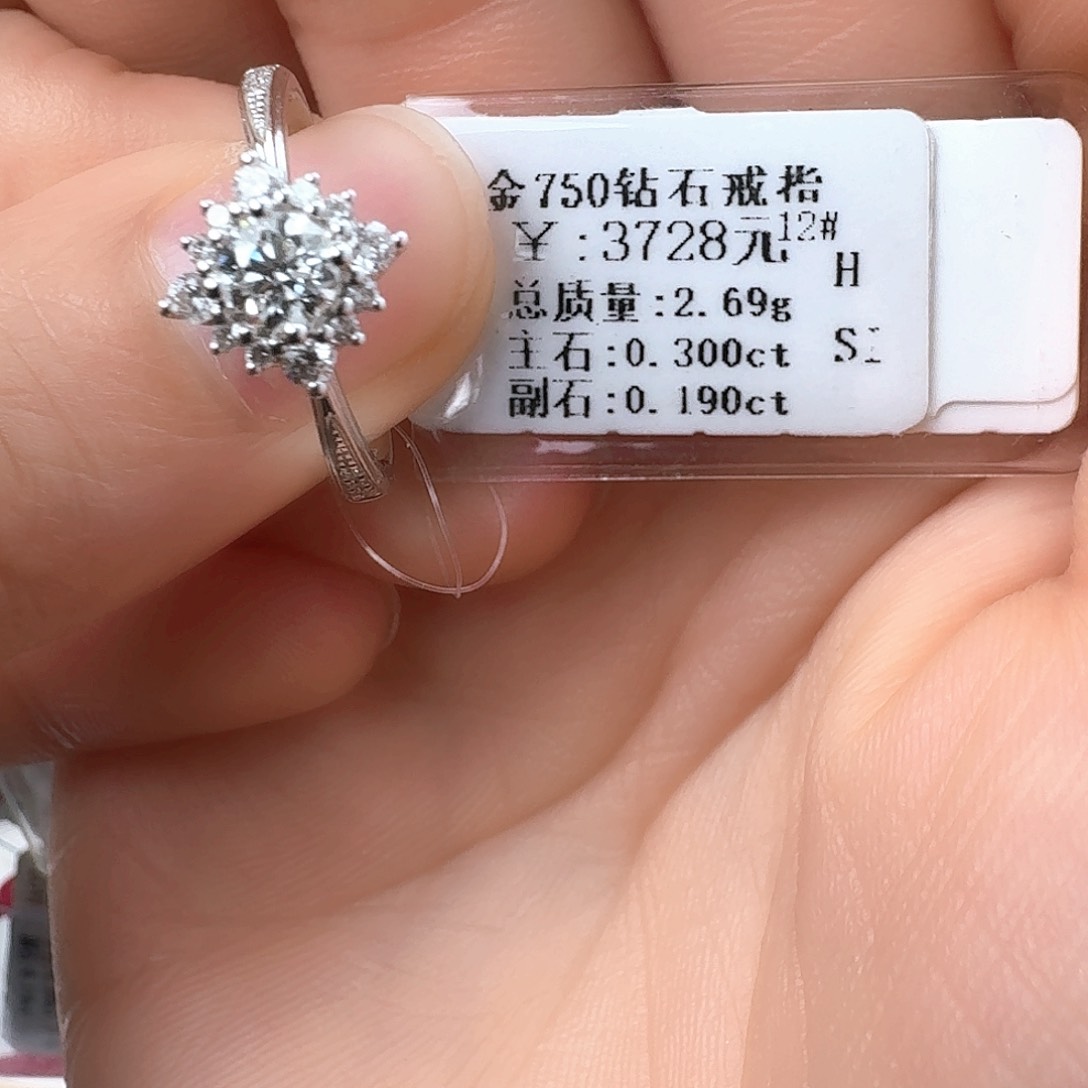 金750钻石戒指
￥:3728元 12#
H
总质量:2.69g
主石:0.300ct SI
副石:0.190ct